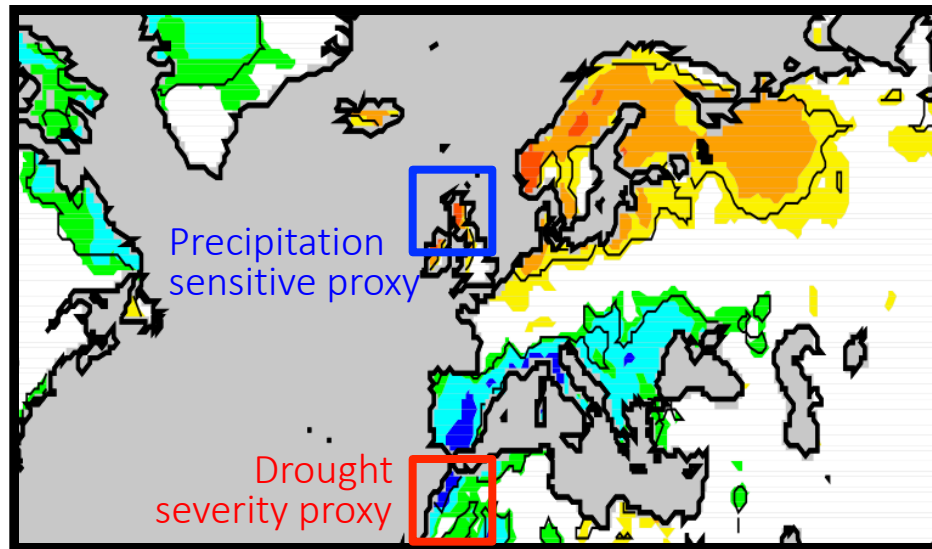 Precipitation
sensitive proxy
Drought
severity proxy